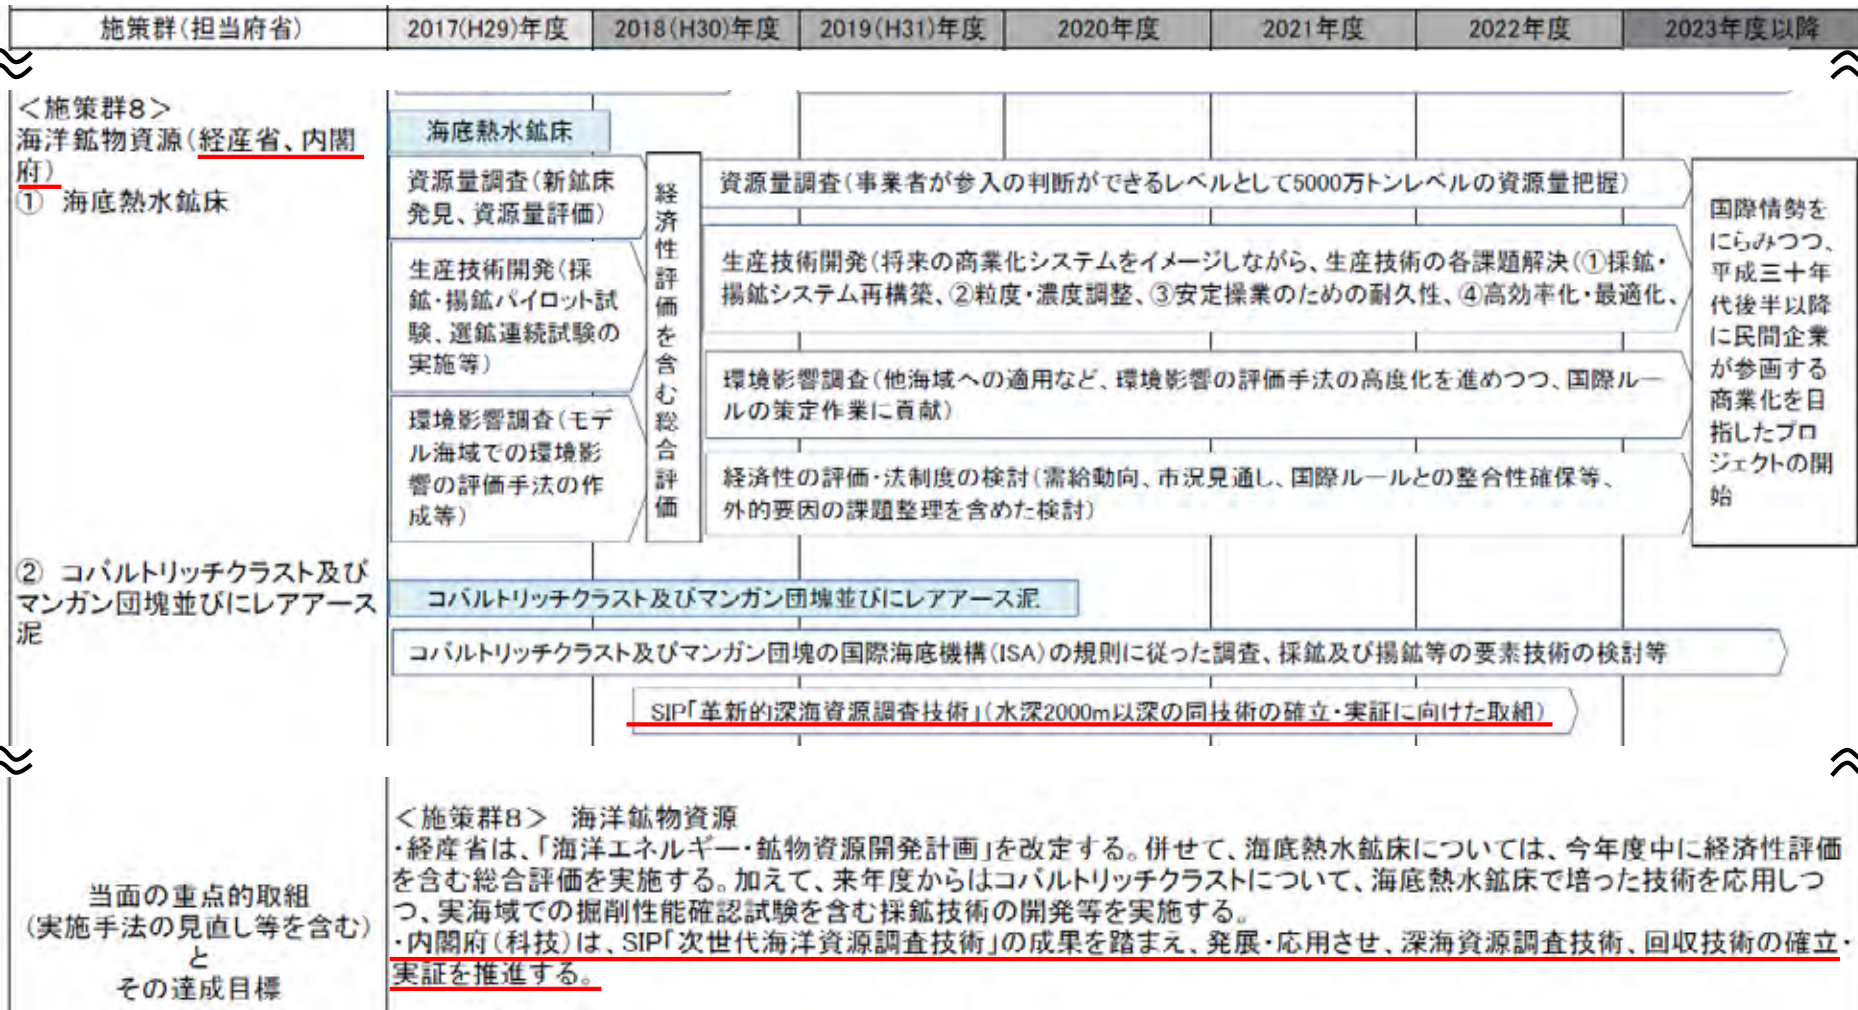 施策群(担当府省)
2017(H29)年度
2018(H30)年度
2019(H31)年度
2020年度
2021年度
2022年度
2023年度以降
<施策群8>
海洋鉱物資源(経産省、内閣
府)
① 海底熱水鉱床
海底熱水鉱床
資源量調査(新鉱床
発見、資源量評価)
生産技術開発(採
鉱・揚鉱パイロット試
験、選鉱連続試験の
実施等)
環境影響調査(モデ
ル海域での環境影
響の評価手法の作
成等)
経済性評価を含む総合評価
資源量調査(事業者が参入の判断ができるレベルとして5000万トンレベルの資源量把握)
生産技術開発(将来の商業化システムをイメージしながら、生産技術の各課題解決(①採鉱・
揚鉱システム再構築、②粒度・濃度調整、③安定操業のための耐久性、④高効率化・最適化、
環境影響調査(他海域への適用など、環境影響の評価手法の高度化を進めつつ、国際ルー
ルの策定作業に貢献)
経済性の評価・法制度の検討(需給動向、市況見通し、国際ルールとの整合性確保等、
外的要因の課題整理を含めた検討)
国際情勢を
にらみつつ、
平成三十年
代後半以降
に民間企業
が参画する
商業化を目
指したプロ
ジェクトの開
始
② コバルトリッチクラスト及び
マンガン団塊並びにレアアース
泥
コバルトリッチクラスト及びマンガン団塊並びにレアアース泥
コバルトリッチクラスト及びマンガン団塊の国際海底機構(ISA)の規則に従った調査、採鉱及び揚鉱等の要素技術の検討等
SIP「革新的深海資源調査技術」(水深2000m以深の同技術の確立・実証に向けた取組)
当面の重点的取組
(実施手法の見直し等を含む)
と
その達成目標
<施策群8> 海洋鉱物資源
・経産省は、「海洋エネルギー・鉱物資源開発計画」を改定する。併せて、海底熱水鉱床については、今年度中に経済性評価
を含む総合評価を実施する。加えて、来年度からはコバルトリッチクラストについて、海底熱水鉱床で培った技術を応用しつ
つ、実海域での掘削性能確認試験を含む採鉱技術の開発等を実施する。
・内閣府(科技)は、SIP「次世代海洋資源調査技術」の成果を踏まえ、発展・応用させ、深海資源調査技術、回収技術の確立・
実証を推進する。